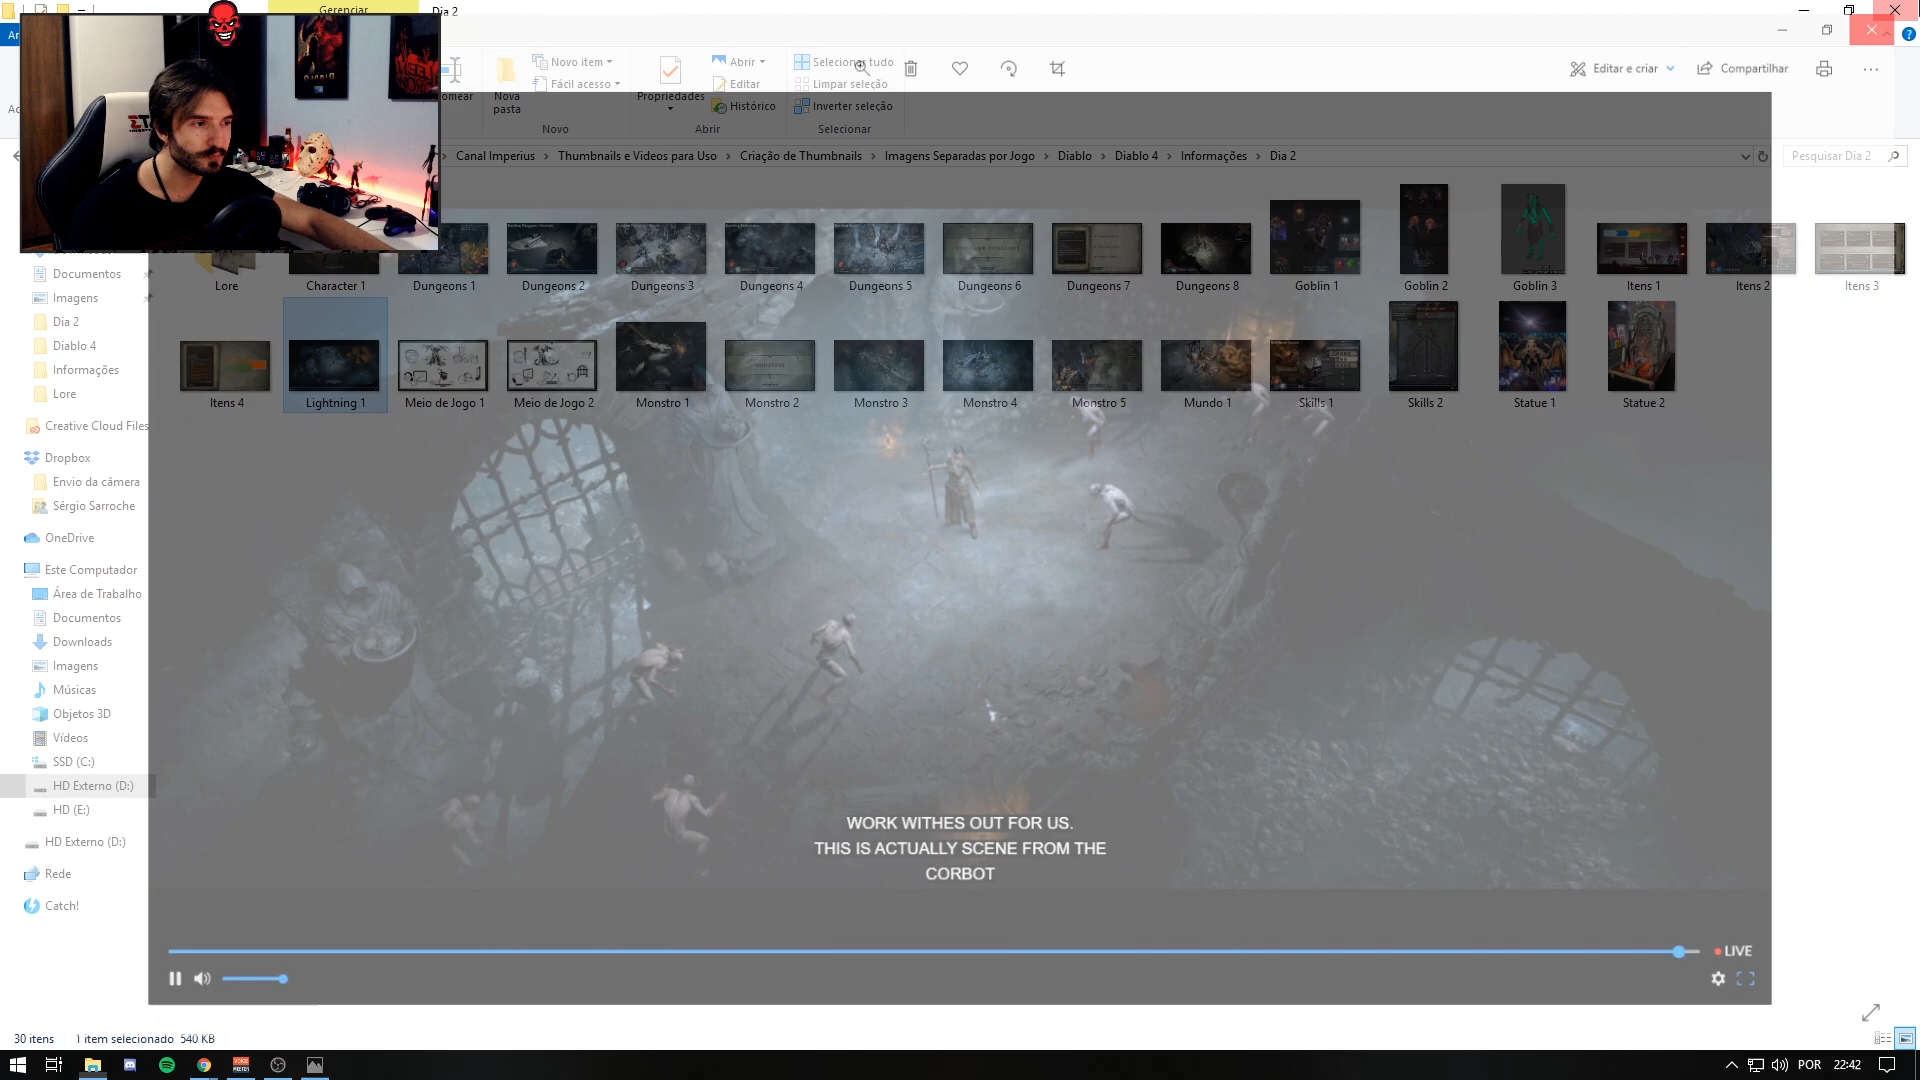 Gerenciar
Dia 2
Ar
Novo item
Fácil acesso
Nova
pasta
Novo
Propriedades
Abrir
Editar
Histórico
Abrir
Selecionar tudo
Limpar seleção
Inverter seleção
Selecionar
Editar e criar
Compartilhar
omear
Ac
DIABLO
Canal Imperius > Thumbnails e Videos para Uso > Criação de Thumbnails > Imagens Separadas por Jogo > Diablo > Diablo 4 > Informações > Dia 2
Pesquisar Dia 2
Lore
Character 1
Dungeons 1
Dungeons 2
Dungeons 3
Dungeons 4
Dungeons 5
Dungeons 6
Dungeons 7
Dungeons 8
Goblin 1
Goblin 2
Goblin 3
Itens 1
Itens 2
Itens 3
Itens 4
Lightning 1
Meio de Jogo 1
Meio de Jogo 2
Monstro 1
Monstro 2
Monstro 3
Monstro 4
Monstro 5
Mundo 1
Skills 1
Skills 2
Statue 1
Statue 2
Documentos
Imagens
Dia 2
Diablo 4
Informações
Lore
Creative Cloud Files
Dropbox
Envio da câmera
Sérgio Sarroche
OneDrive
Este Computador
Área de Trabalho
Documentos
Downloads
Imagens
Músicas
Objetos 3D
Vídeos
SSD (C:)
HD Externo (D:)
HD (E:)
HD Externo (D:)
Rede
Catch!
WORK WITHES OUT FOR US.
THIS IS ACTUALLY SCENE FROM THE
CORBOT
LIVE
30 itens
1 item selecionado 540 KB
POR
22:42